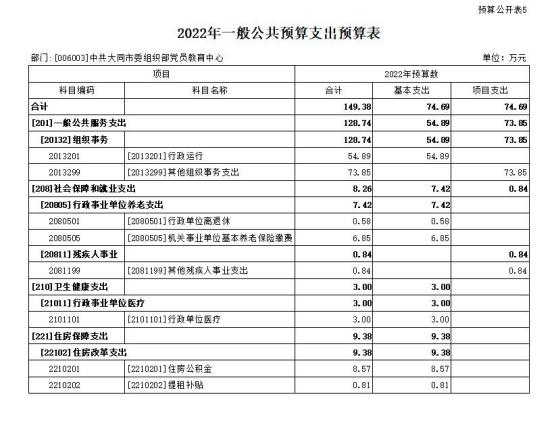 预算公开表5
2022年一般公共预算支出预算表
部门:[006003]中共大同市委组织部党员教育中心 单位:万元
项目 2022年预算数
科目编码 科目名称 合计 基本支出 项目支出
合计 149.38 74.69 74.69
[201]一般公共服务支出 128.74 54.89 73.85
[20132]组织事务 128.74 54.89 73.85
2013201 [2013201]行政运行 54.89 54.89
2013299 [2013299]其他组织事务支出 73.85 73.85
[208]社会保障和就业支出 8.26 7.42 0.84
[20805]行政事业单位养老支出 7.42 7.42
2080501 [2080501]行政单位离退休 0.58 0.58
2080505 [2080505]机关事业单位基本养老保险缴费 6.85 6.85
[20811]残疾人事业 0.84 0.84
2081199 [2081199]其他残疾人事业支出 0.84 0.84
[210]卫生健康支出 3.00 3.00
[21011]行政事业单位医疗 3.00 3.00
2101101 [2101101]行政单位医疗 3.00 3.00
[221]住房保障支出 9.38 9.38
[22102]住房改革支出 9.38 9.38
2210201 [2210201]住房公积金 8.57 8.57
2210202 [2210202]提租补贴 0.81 0.81